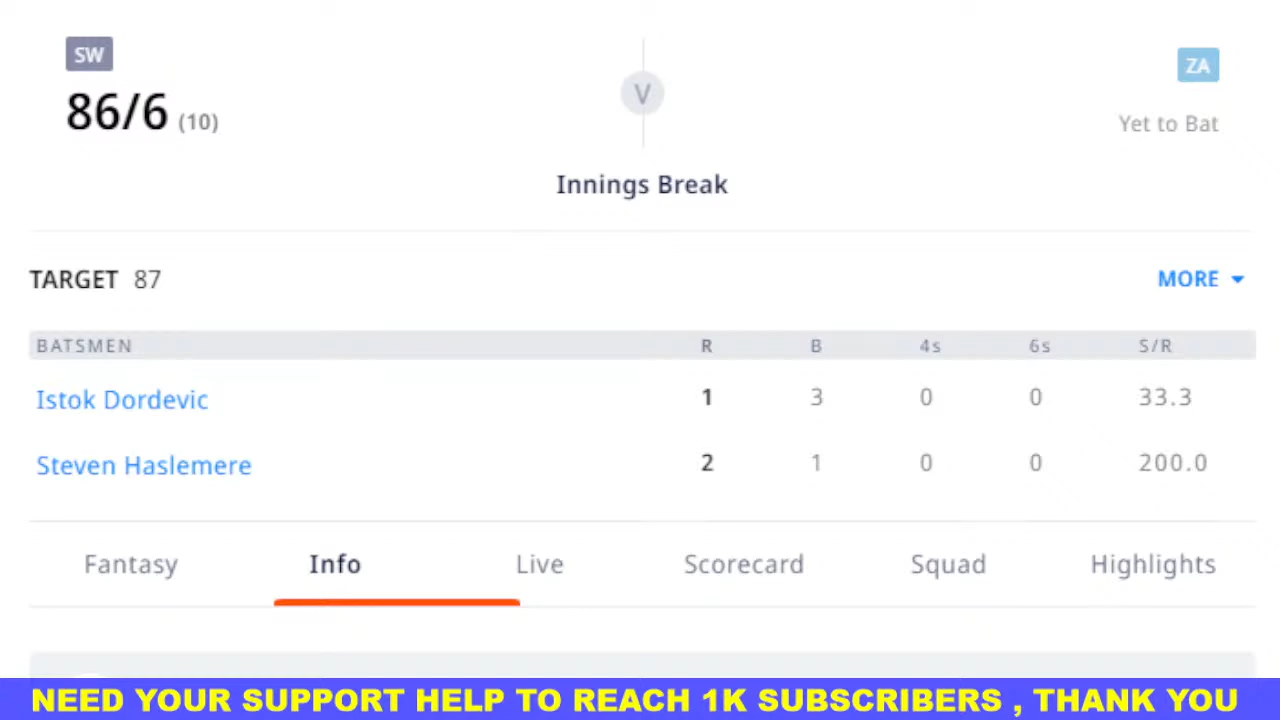 SW
86/6 (10)
V
ZA
Yet to Bat
Innings Break
TARGET 87
MORE
BATSMEN R B 4s 6s S/R
Istok Dordevic 1 3 0 0 33.3
Steven Haslemere 2 1 0 0 200.0
Fantasy Info Live Scorecard Squad Highlights
NEED YOUR SUPPORT HELP TO REACH 1K SUBSCRIBERS , THANK YOU